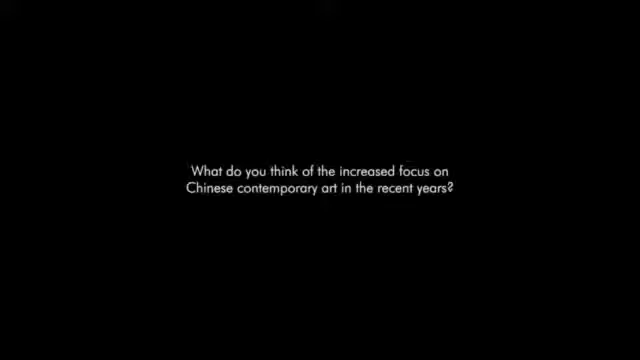 What do you think of the increased focus on
Chinese contemporary art in the recent years?